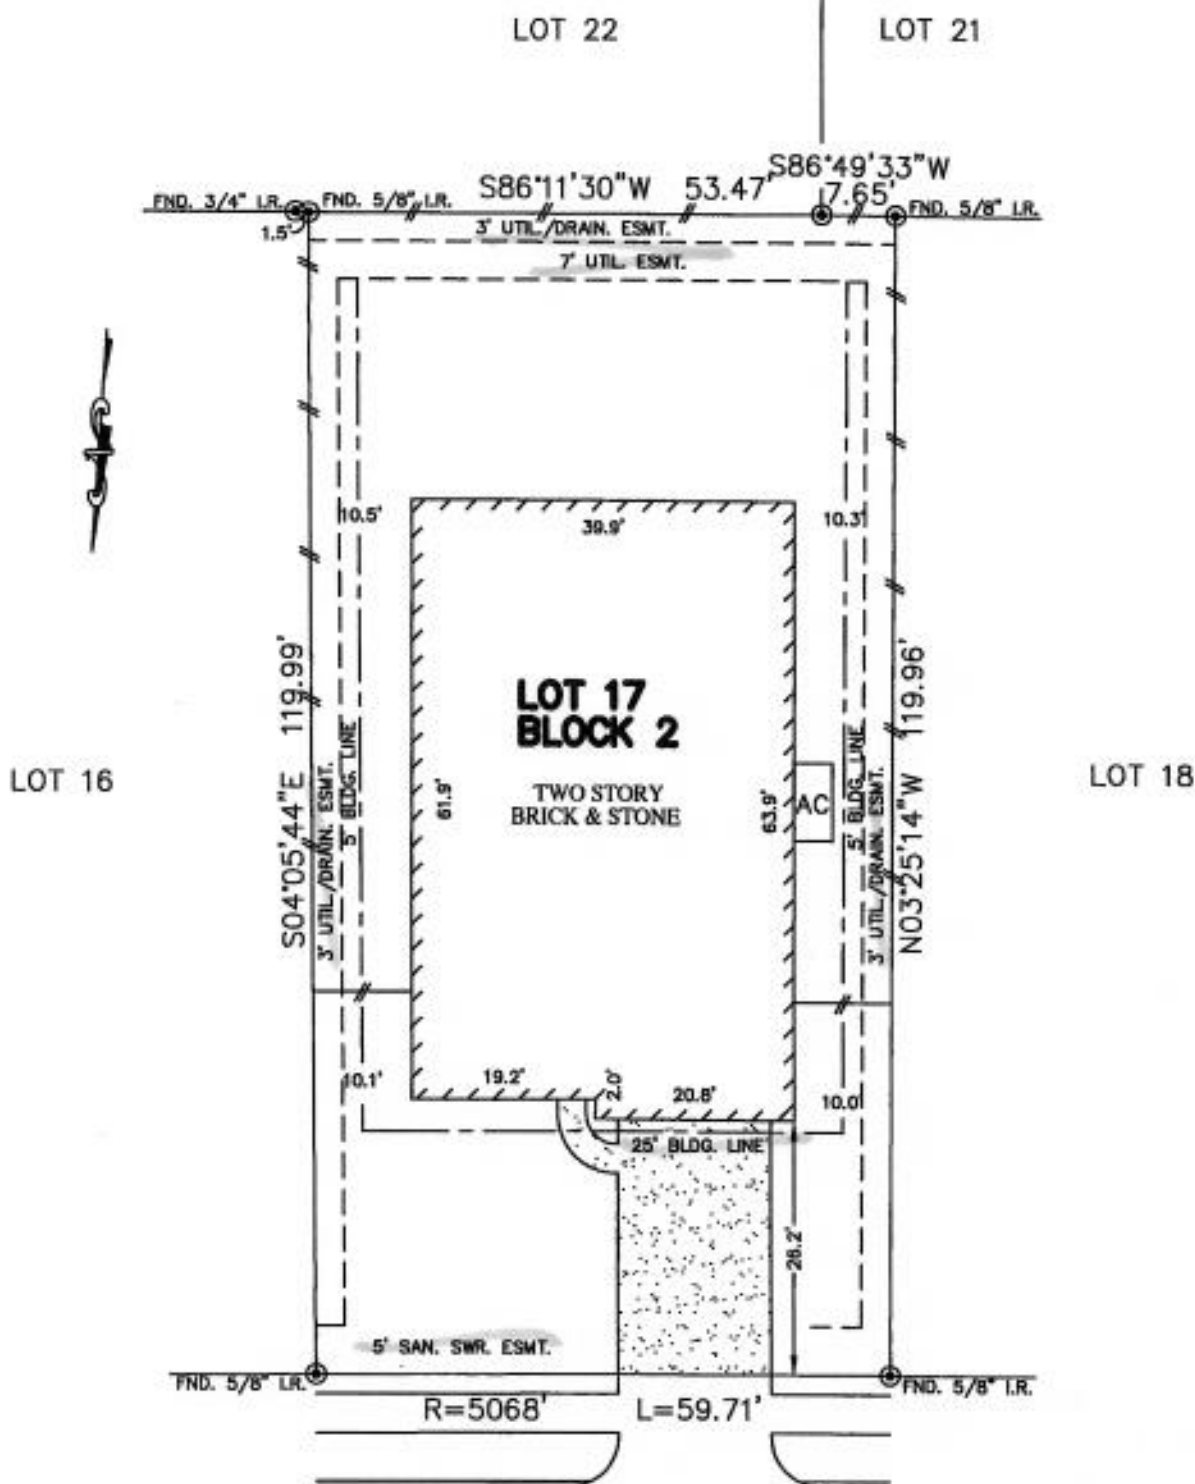 LOT 22
LOT 21
S86°49'33"W
S86°11'30"W 53.47'
7.65'
FND. 3/4" I.R.
FND. 5/8" I.R.
FND. 5/8" I.R.
1.5'
3' UTIL./DRAIN. ESMT.
7' UTIL. ESMT.
10.5'
39.9'
10.3'
S04°05'44"E 119.99'
3' UTIL./DRAIN. ESMT.
5' BLDG. LINE
LOT 17
BLOCK 2
TWO STORY
BRICK & STONE
61.9'
63.9'
AC
5' BLDG. LINE
3' UTIL./DRAIN. ESMT.
N03°25'14"W 119.96'
LOT 16
LOT 18
10.1'
19.2'
2.0'
20.8'
10.0'
25' BLDG. LINE
26.2'
5' SAN. SWR. ESMT.
FND. 5/8" I.R.
FND. 5/8" I.R.
R=5068' L=59.71'